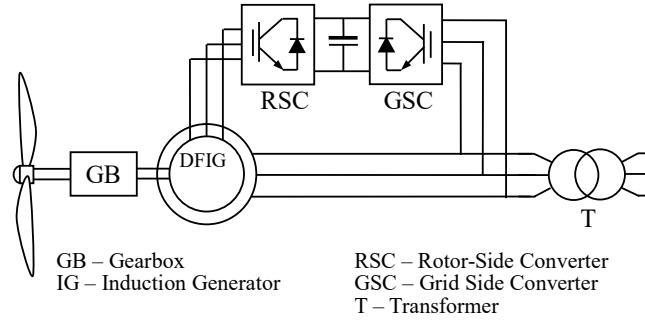 RSC
GSC
DFIG
GB
T
GB – Gearbox
IG – Induction Generator
RSC – Rotor-Side Converter
GSC – Grid Side Converter
T – Transformer